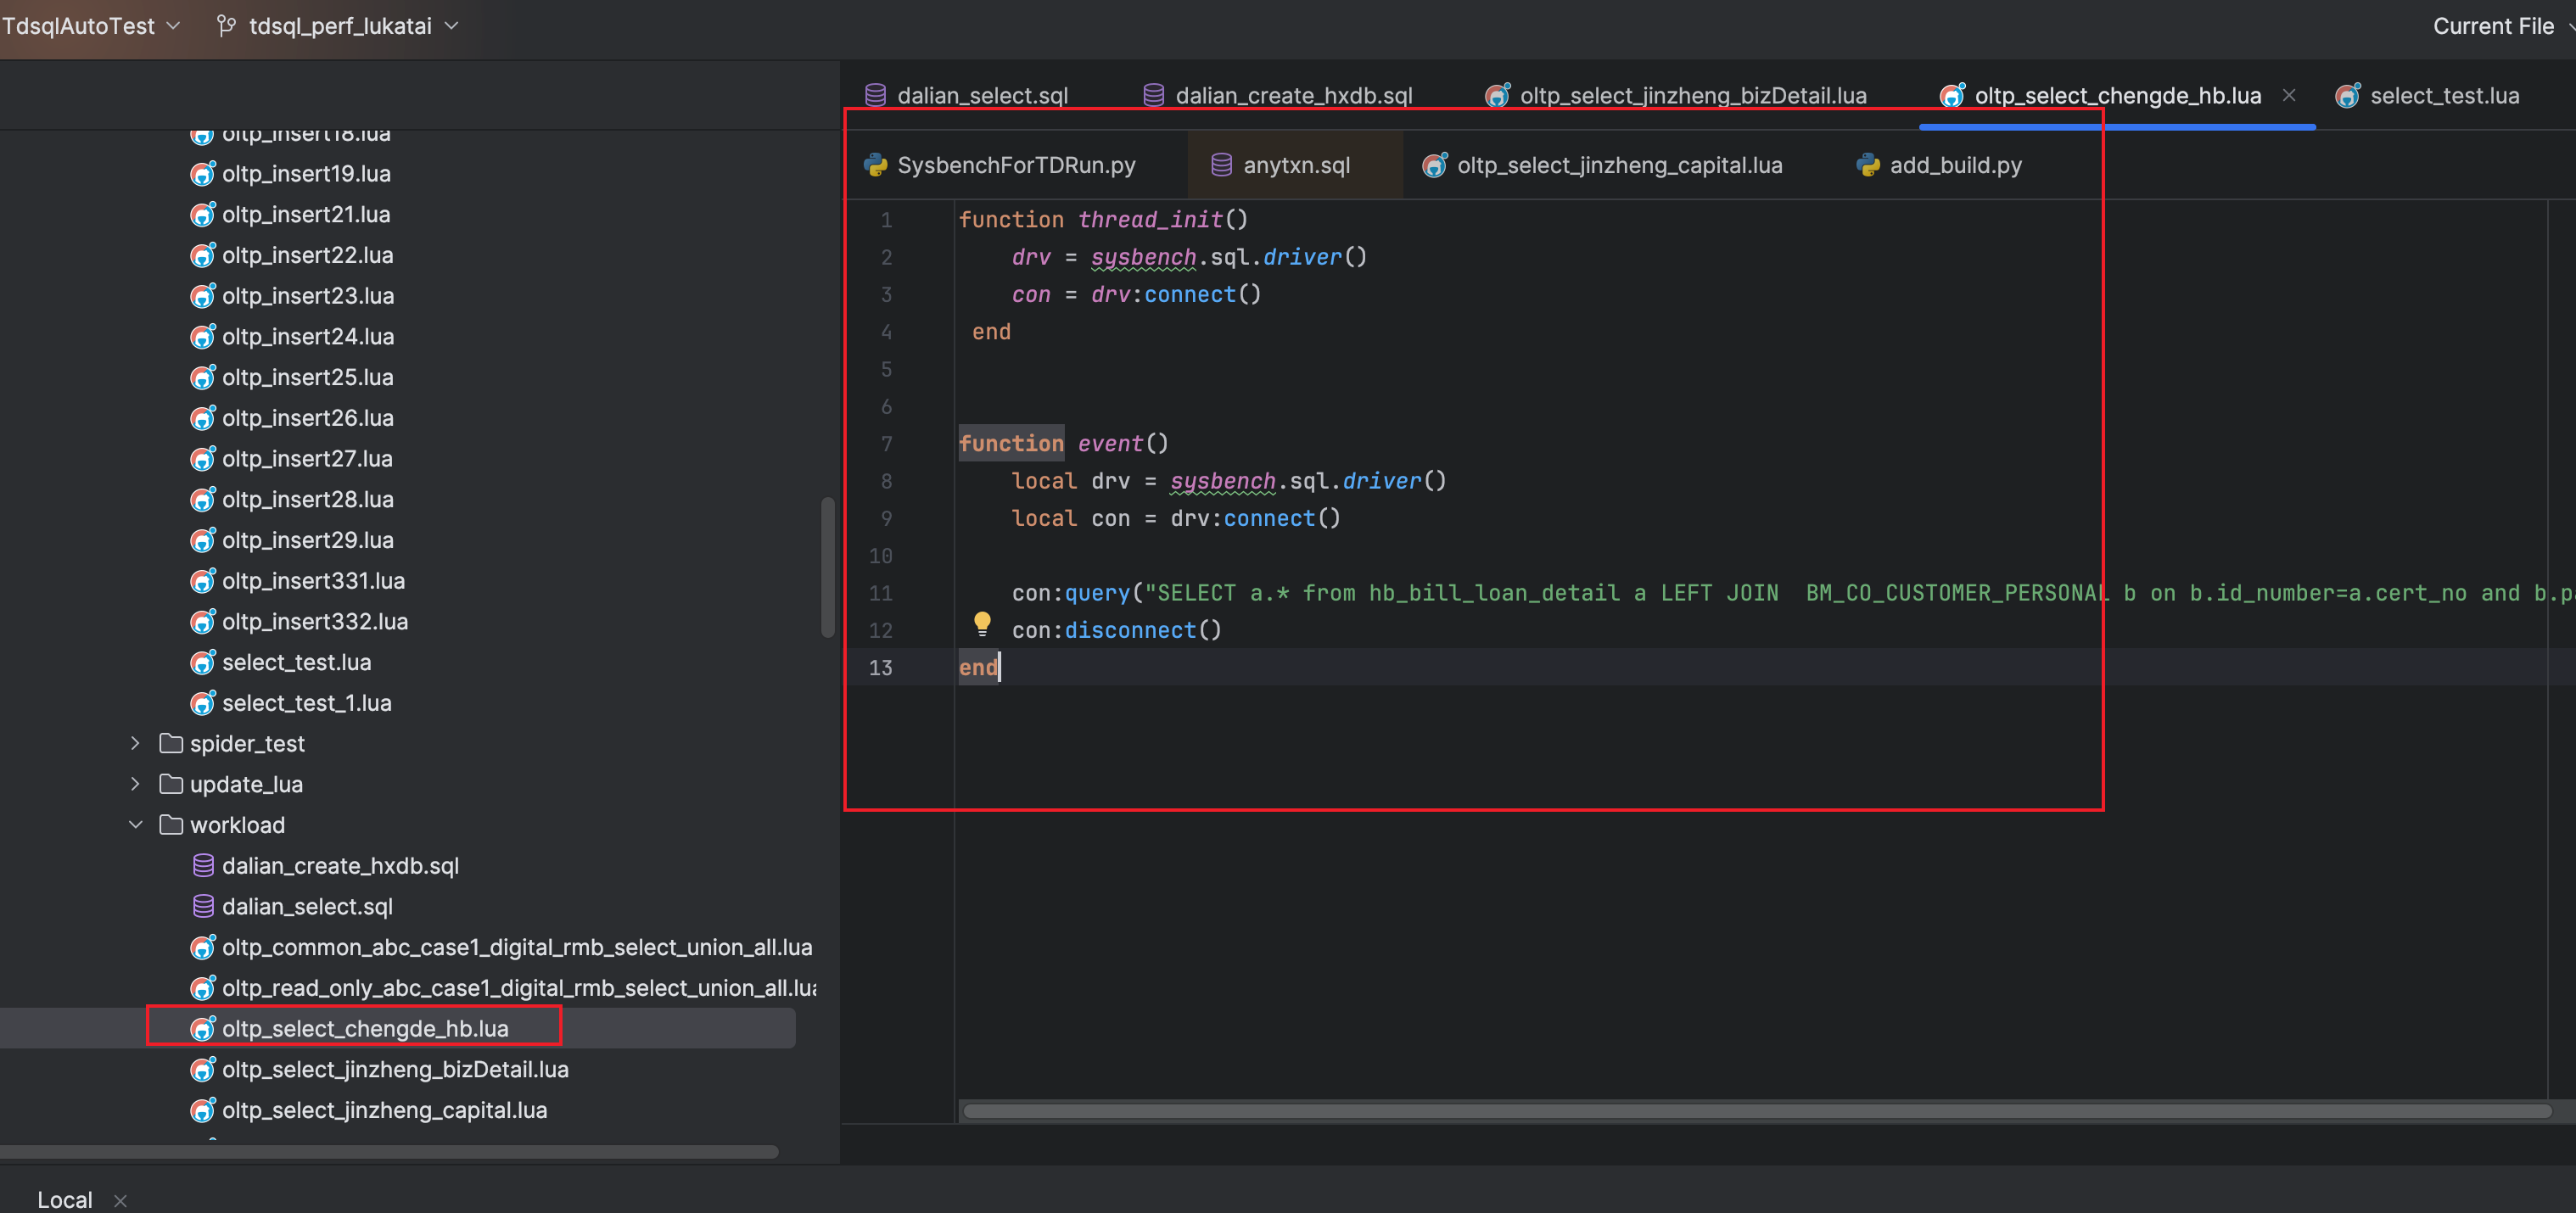 TdsqlAutoTest
tdsql_perf_lukatai
Current File
oltp_insert18.lua
oltp_insert19.lua
oltp_insert21.lua
oltp_insert22.lua
oltp_insert23.lua
oltp_insert24.lua
oltp_insert25.lua
oltp_insert26.lua
oltp_insert27.lua
oltp_insert28.lua
oltp_insert29.lua
oltp_insert331.lua
oltp_insert332.lua
select_test.lua
select_test_1.lua
spider_test
update_lua
workload
dalian_create_hxdb.sql
dalian_select.sql
oltp_common_abc_case1_digital_rmb_select_union_all.lua
oltp_read_only_abc_case1_digital_rmb_select_union_all.lua
oltp_select_chengde_hb.lua
oltp_select_jinzheng_bizDetail.lua
oltp_select_jinzheng_capital.lua
dalian_select.sql
dalian_create_hxdb.sql
oltp_select_jinzheng_bizDetail.lua
oltp_select_chengde_hb.lua
select_test.lua
SysbenchForTDRun.py
anytxn.sql
oltp_select_jinzheng_capital.lua
add_build.py
1 function thread_init()
2 drv = sysbench.sql.driver()
3 con = drv:connect()
4 end
5
6
7 function event()
8 local drv = sysbench.sql.driver()
9 local con = drv:connect()
10
11 con:query("SELECT a.* from hb_bill_loan_detail a LEFT JOIN  BM_CO_CUSTOMER_PERSONAL b on b.id_number=a.cert_no and b.p
12 con:disconnect()
13 end
Local